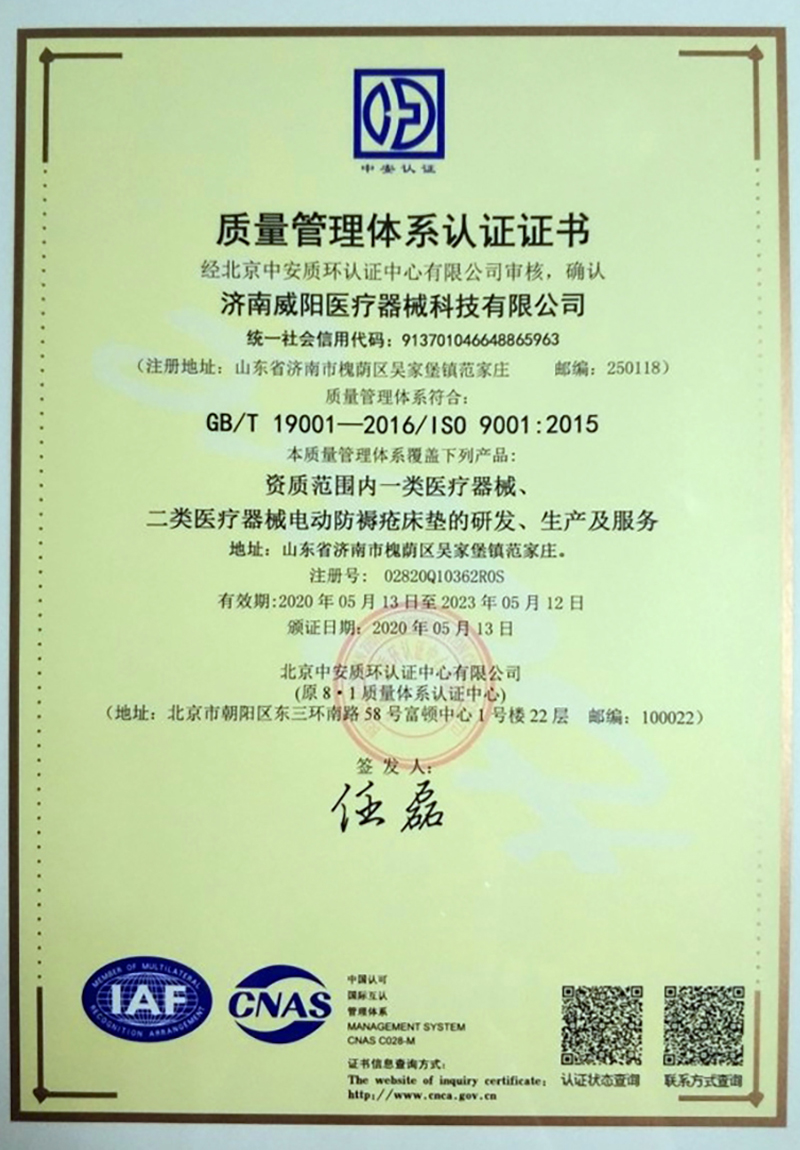 中安认证
质量管理体系认证证书
经北京中安质环认证中心有限公司审核，确认
济南威阳医疗器械科技有限公司
统一社会信用代码：913701046648865963
（注册地址：山东省济南市槐荫区吴家堡镇范家庄　　邮编：250118）
质量管理体系符合：
GB/T 19001—2016/ISO 9001:2015
本质量管理体系覆盖下列产品：
资质范围内一类医疗器械、
二类医疗器械电动防褥疮床垫的研发、生产及服务
地址：山东省济南市槐荫区吴家堡镇范家庄。
注册号：02820Q10362R0S
有效期:2020 年 05 月 13 日至 2023 年 05 月 12 日
颁证日期：2020 年 05 月 13 日
北京中安质环认证中心有限公司
(原 8·1 质量体系认证中心)
（地址：北京市朝阳区东三环南路 58 号富顿中心 1 号楼 22 层　邮编：100022）
签 发 人：
任磊
MEMBER OF MULTILATERAL
IAF
RECOGNITION ARRANGEMENT
CNAS
中国认可
国际互认
管理体系
MANAGEMENT SYSTEM
CNAS C028-M
证书信息查询方式：
The website of inquiry certificate:
http://www.cnca.gov.cn
认证状态查询
联系方式查询